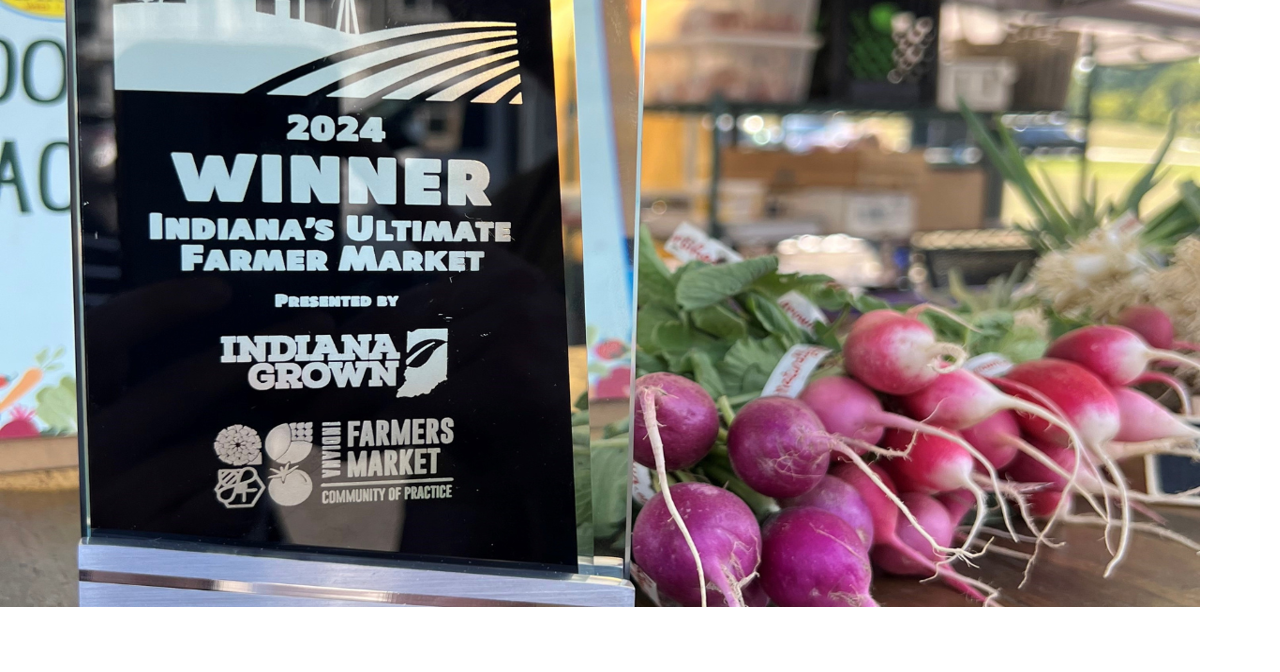 2024
WINNER
INDIANA'S ULTIMATE
FARMER MARKET
PRESENTED BY
INDIANA
GROWN
INDIANA
FARMERS
MARKET
COMMUNITY OF PRACTICE